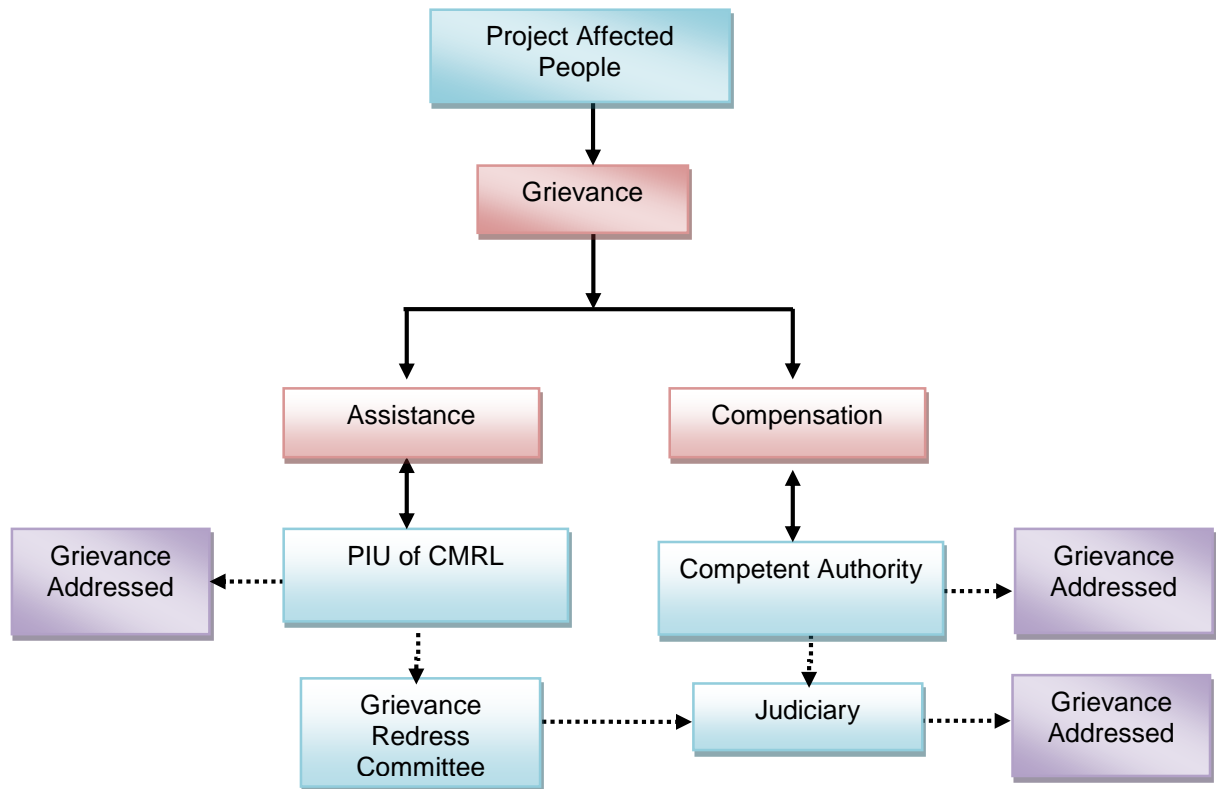 Project Affected
People
Grievance
Assistance
Compensation
Grievance
Addressed
PIU of CMRL
Competent Authority
Grievance
Addressed
Grievance
Redress
Committee
Judiciary
Grievance
Addressed